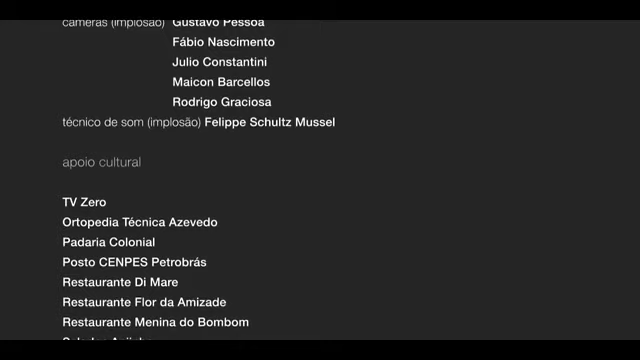 câmeras (implosão) Gustavo Pessoa
Fábio Nascimento
Julio Constantini
Maicon Barcellos
Rodrigo Graciosa
técnico de som (implosão) Felippe Schultz Mussel
apoio cultural
TV Zero
Ortopedia Técnica Azevedo
Padaria Colonial
Posto CENPES Petrobrás
Restaurante Di Mare
Restaurante Flor da Amizade
Restaurante Menina do Bombom